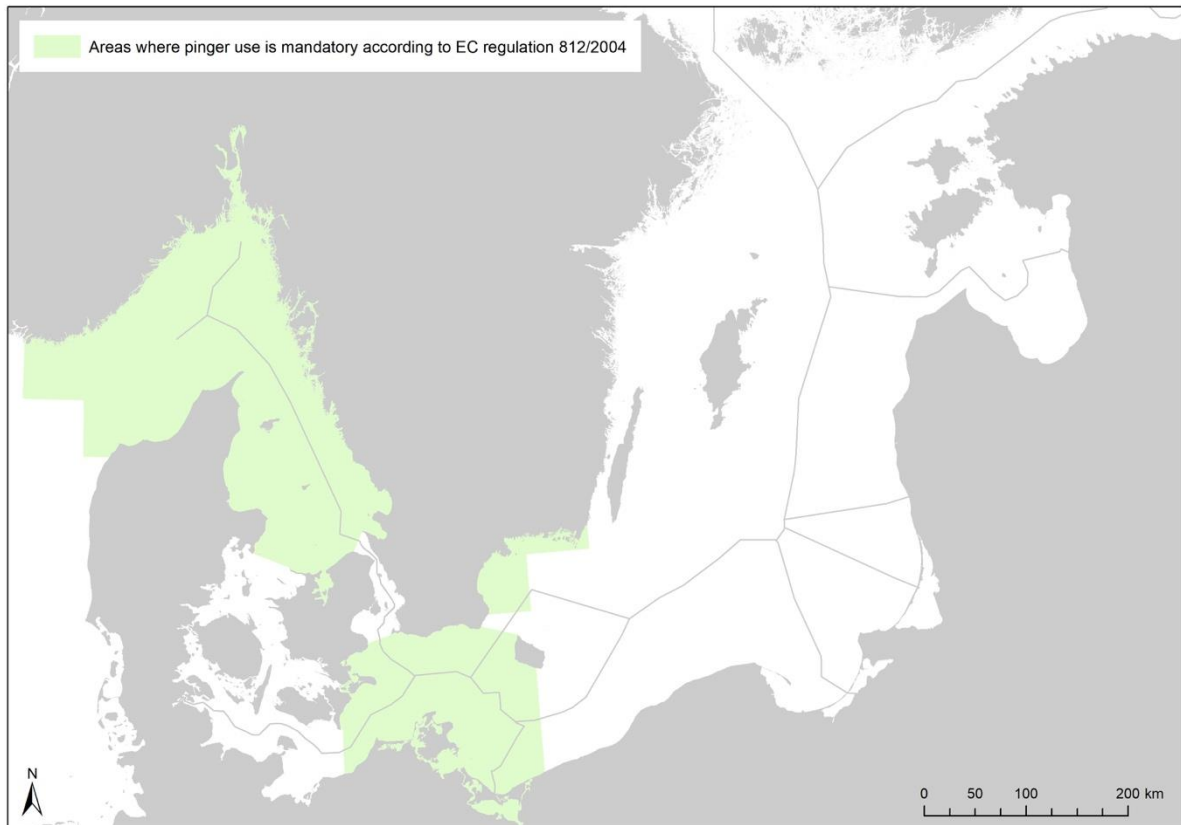 Areas where pinger use is mandatory according to EC regulation 812/2004
N
0 50 100 200 km